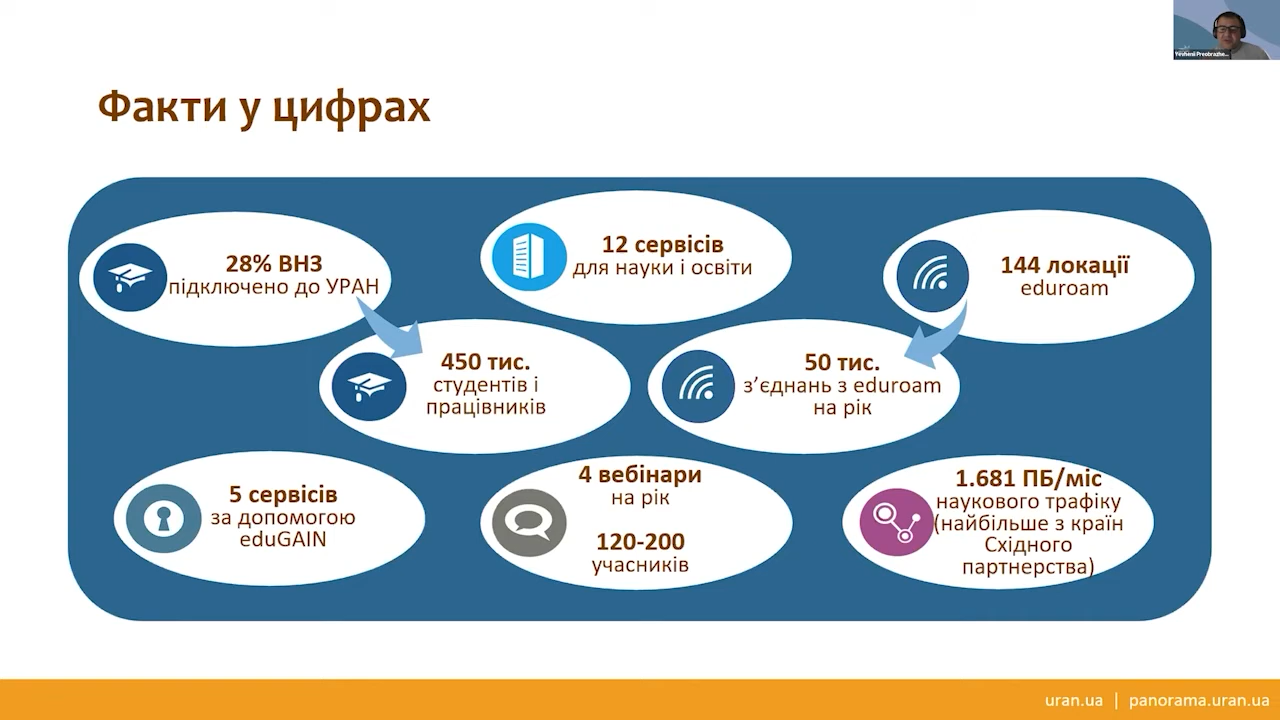 Yevhenii Preobrazhe...
Факти у цифрах
28% ВНЗ
підключено до УРАН
12 сервісів
для науки і освіти
144 локації
eduroam
450 тис.
студентів і
працівників
50 тис.
з’єднань з eduroam
на рік
5 сервісів
за допомогою
eduGAIN
4 вебінари
на рік
120-200
учасників
1.681 ПБ/міс
наукового трафіку
(найбільше з країн
Східного
партнерства)
uran.ua | panorama.uran.ua